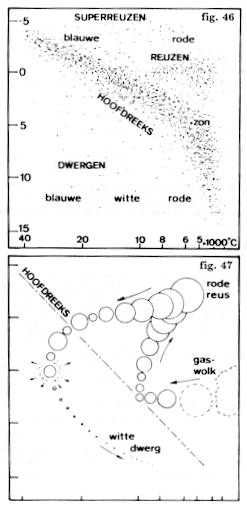 fig. 46
-5
SUPERREUZEN
blauwe rode
REUZEN
-0
HOOFDREEKS
5
zon
DWERGEN
10
blauwe witte rode
15
40 20 10 8 6 5 -1000°C
fig. 47
HOOFDREEKS
rode
reus
gas-
wolk
witte
dwerg